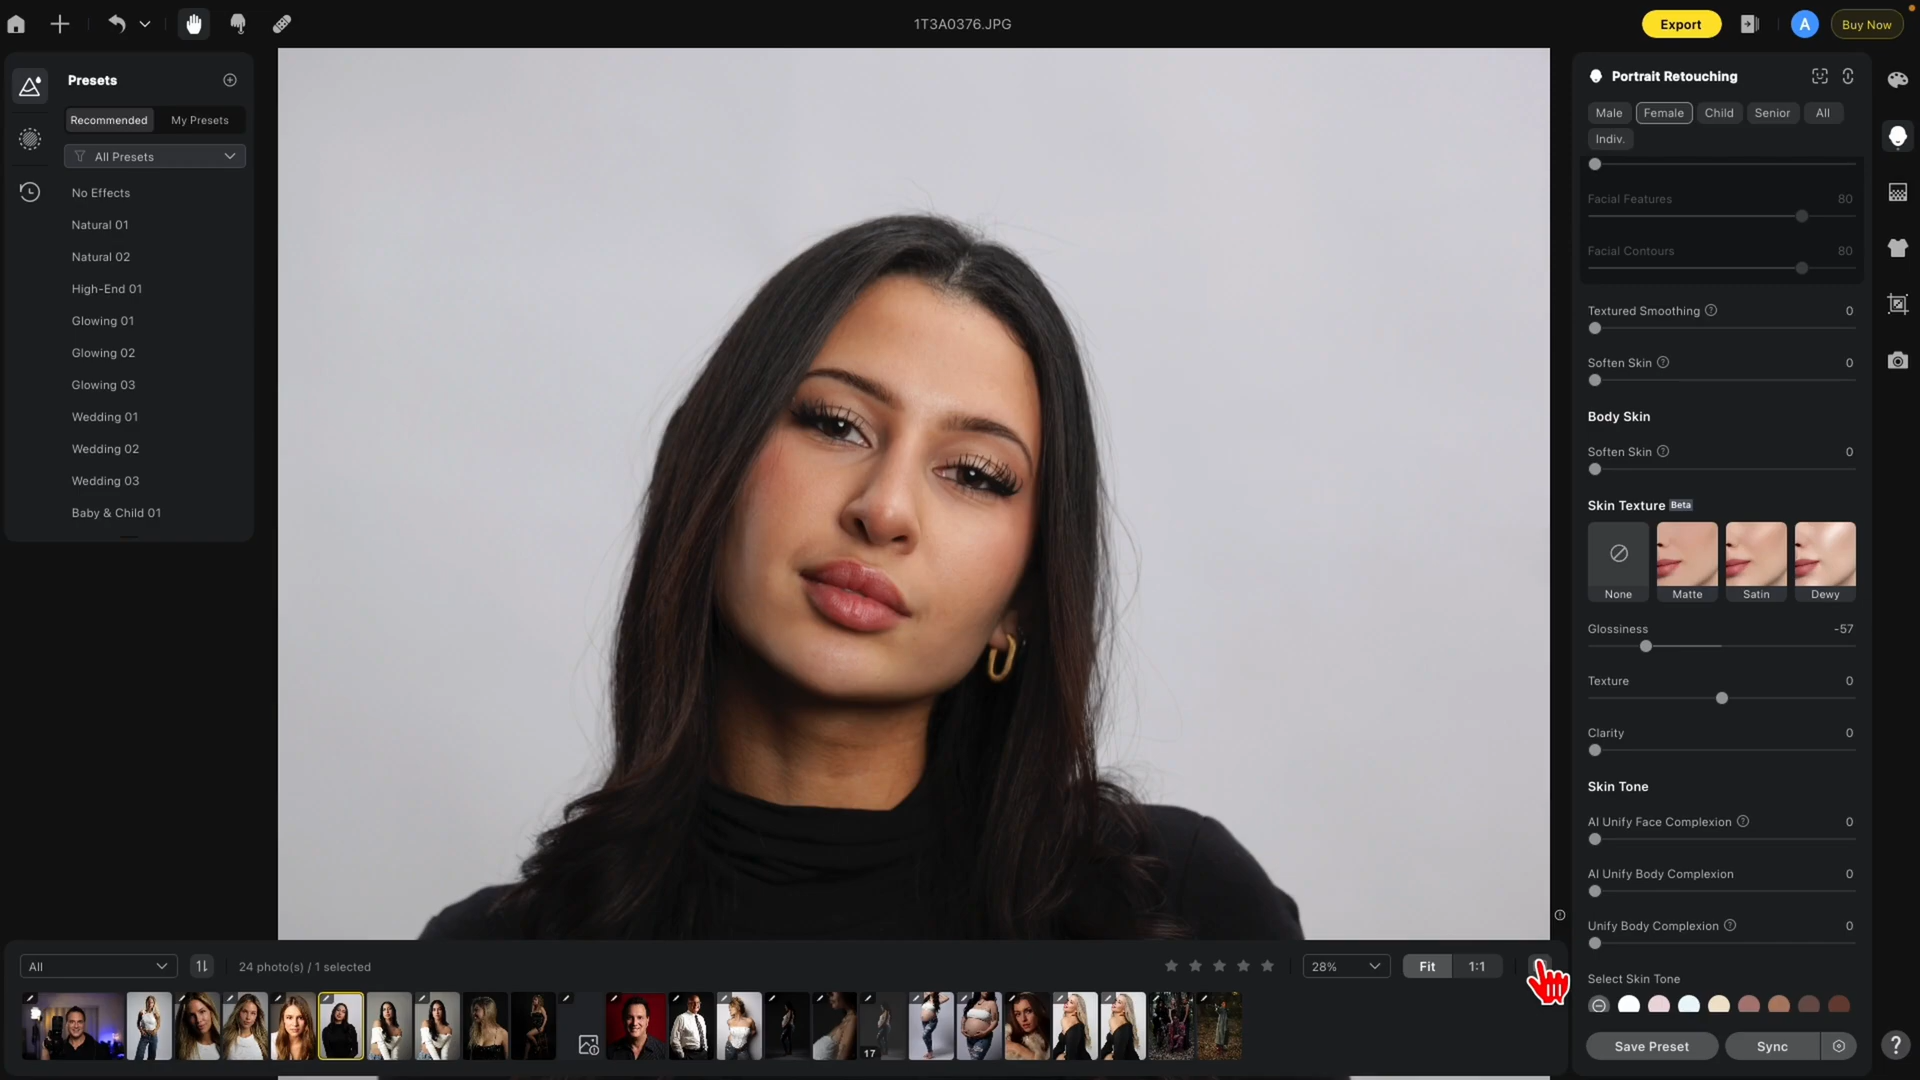 1T3A0376.JPG
Export
A
Buy Now
Presets
Recommended
My Presets
All Presets
No Effects
Natural 01
Natural 02
High-End 01
Glowing 01
Glowing 02
Glowing 03
Wedding 01
Wedding 02
Wedding 03
Baby & Child 01
Portrait Retouching
Male Female Child Senior All
Indiv.
Facial Features 80
Facial Contours 80
Textured Smoothing ? 0
Soften Skin ? 0
Body Skin
Soften Skin ? 0
Skin Texture Beta
None Matte Satin Dewy
Glossiness -57
Texture 0
Clarity 0
Skin Tone
AI Unify Face Complexion ? 0
AI Unify Body Complexion 0
Unify Body Complexion ? 0
Select Skin Tone
Save Preset Sync
?
All
24 photo(s) / 1 selected
28%
Fit 1:1
17